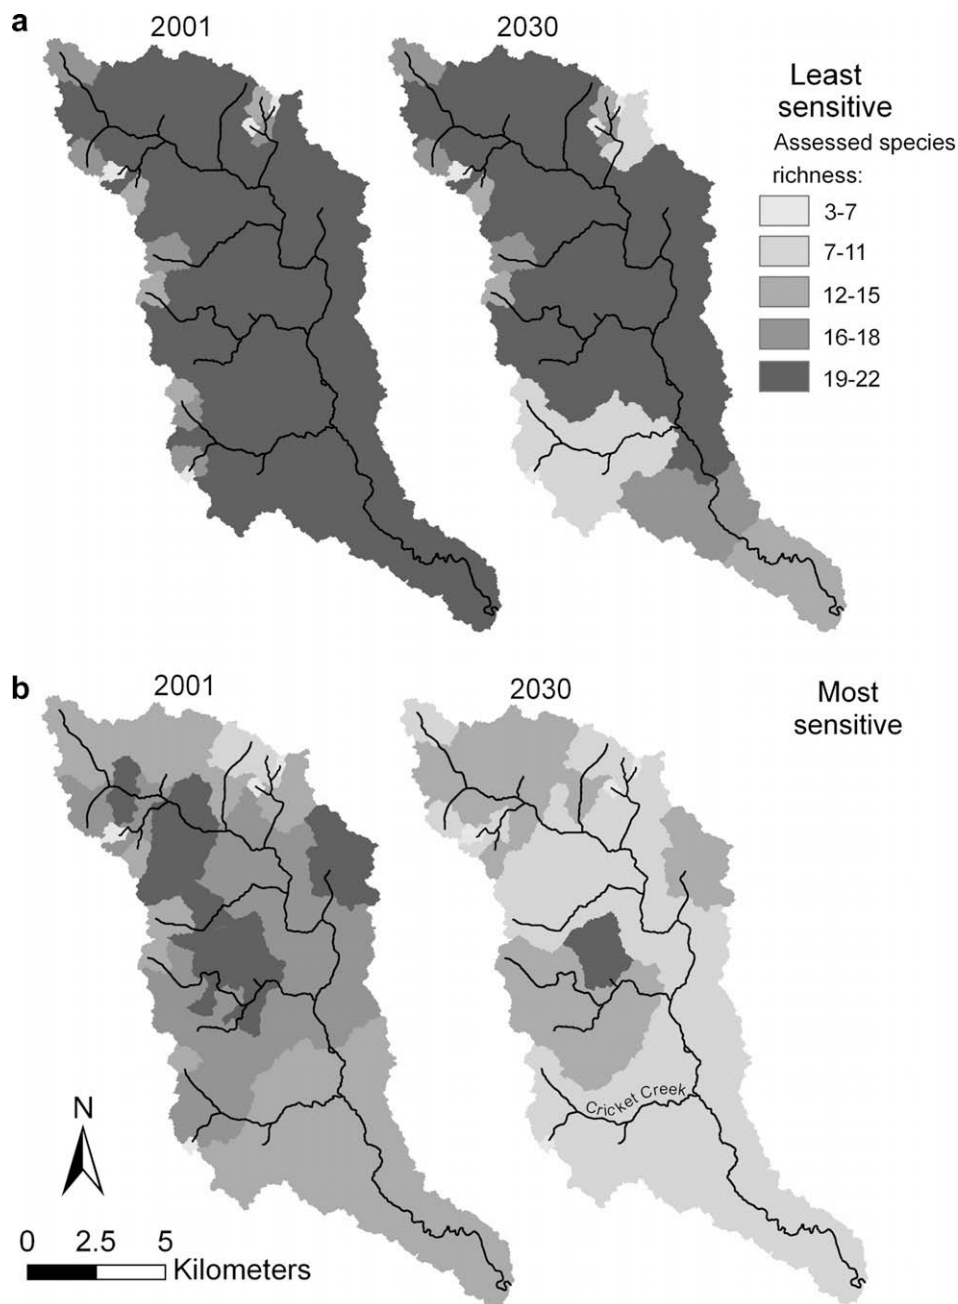 a
2001
2030
Least
sensitive
Assessed species
richness:
3-7
7-11
12-15
16-18
19-22
b
2001
2030
Most
sensitive
Cricket Creek
N
0 2.5 5
Kilometers